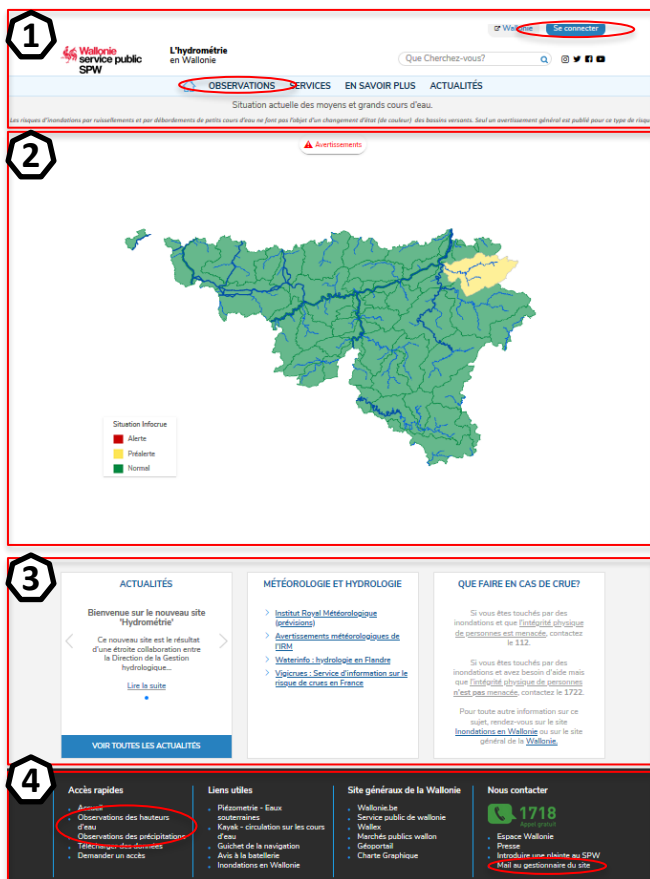 1
Wallonie
Se connecter
Wallonie
service public
SPW
L'hydrométrie
en Wallonie
Que Cherchez-vous?
OBSERVATIONS SERVICES EN SAVOIR PLUS ACTUALITÉS
Situation actuelle des moyens et grands cours d'eau.
Les risques d'inondations par ruissellements et par débordements de petits cours d'eau ne font pas l'objet d'un changement d'état (de couleur) des bassins versants. Seul un avertissement général est publié pour ce type de risque
2
Avertissements
Situation Infocrue
Alerte
Préalerte
Normal
3
ACTUALITÉS
Bienvenue sur le nouveau site
'Hydrométrie'
Ce nouveau site est le résultat
d'une étroite collaboration entre
la Direction de la Gestion
hydrologique...
Lire la suite
VOIR TOUTES LES ACTUALITÉS
MÉTÉOROLOGIE ET HYDROLOGIE
Institut Royal Météorologique
(prévisions)
Avertissements météorologiques de
l'IRM
Waterinfo : hydrologie en Flandre
Vigicrues : Service d'information sur le
risque de crues en France
QUE FAIRE EN CAS DE CRUE?
Si vous êtes touchés par des
inondations et que l'intégrité physique
de personnes est menacée, contactez
le 112.
Si vous êtes touchés par des
inondations et avez besoin d'aide mais
que l'intégrité physique de personnes
n'est pas menacée, contactez le 1722.
Pour toute autre information sur ce
sujet, rendez-vous sur le site
Inondations en Wallonie ou sur le site
général de la Wallonie.
4
Accès rapides
Accueil
Observations des hauteurs
d'eau
Observations des précipitations
Télécharger des données
Demander un accès
Liens utiles
Piézometrie - Eaux
souterraines
Kayak - circulation sur les cours
d'eau
Guichet de la navigation
Avis à la batellerie
Inondations en Wallonie
Site généraux de la Wallonie
Wallonie.be
Service public de wallonie
Wallex
Marchés publics wallon
Géoportail
Charte Graphique
Nous contacter
1718
Appel gratuit
Espace Wallonie
Presse
Introduire une plainte au SPW
Mail au gestionnaire du site